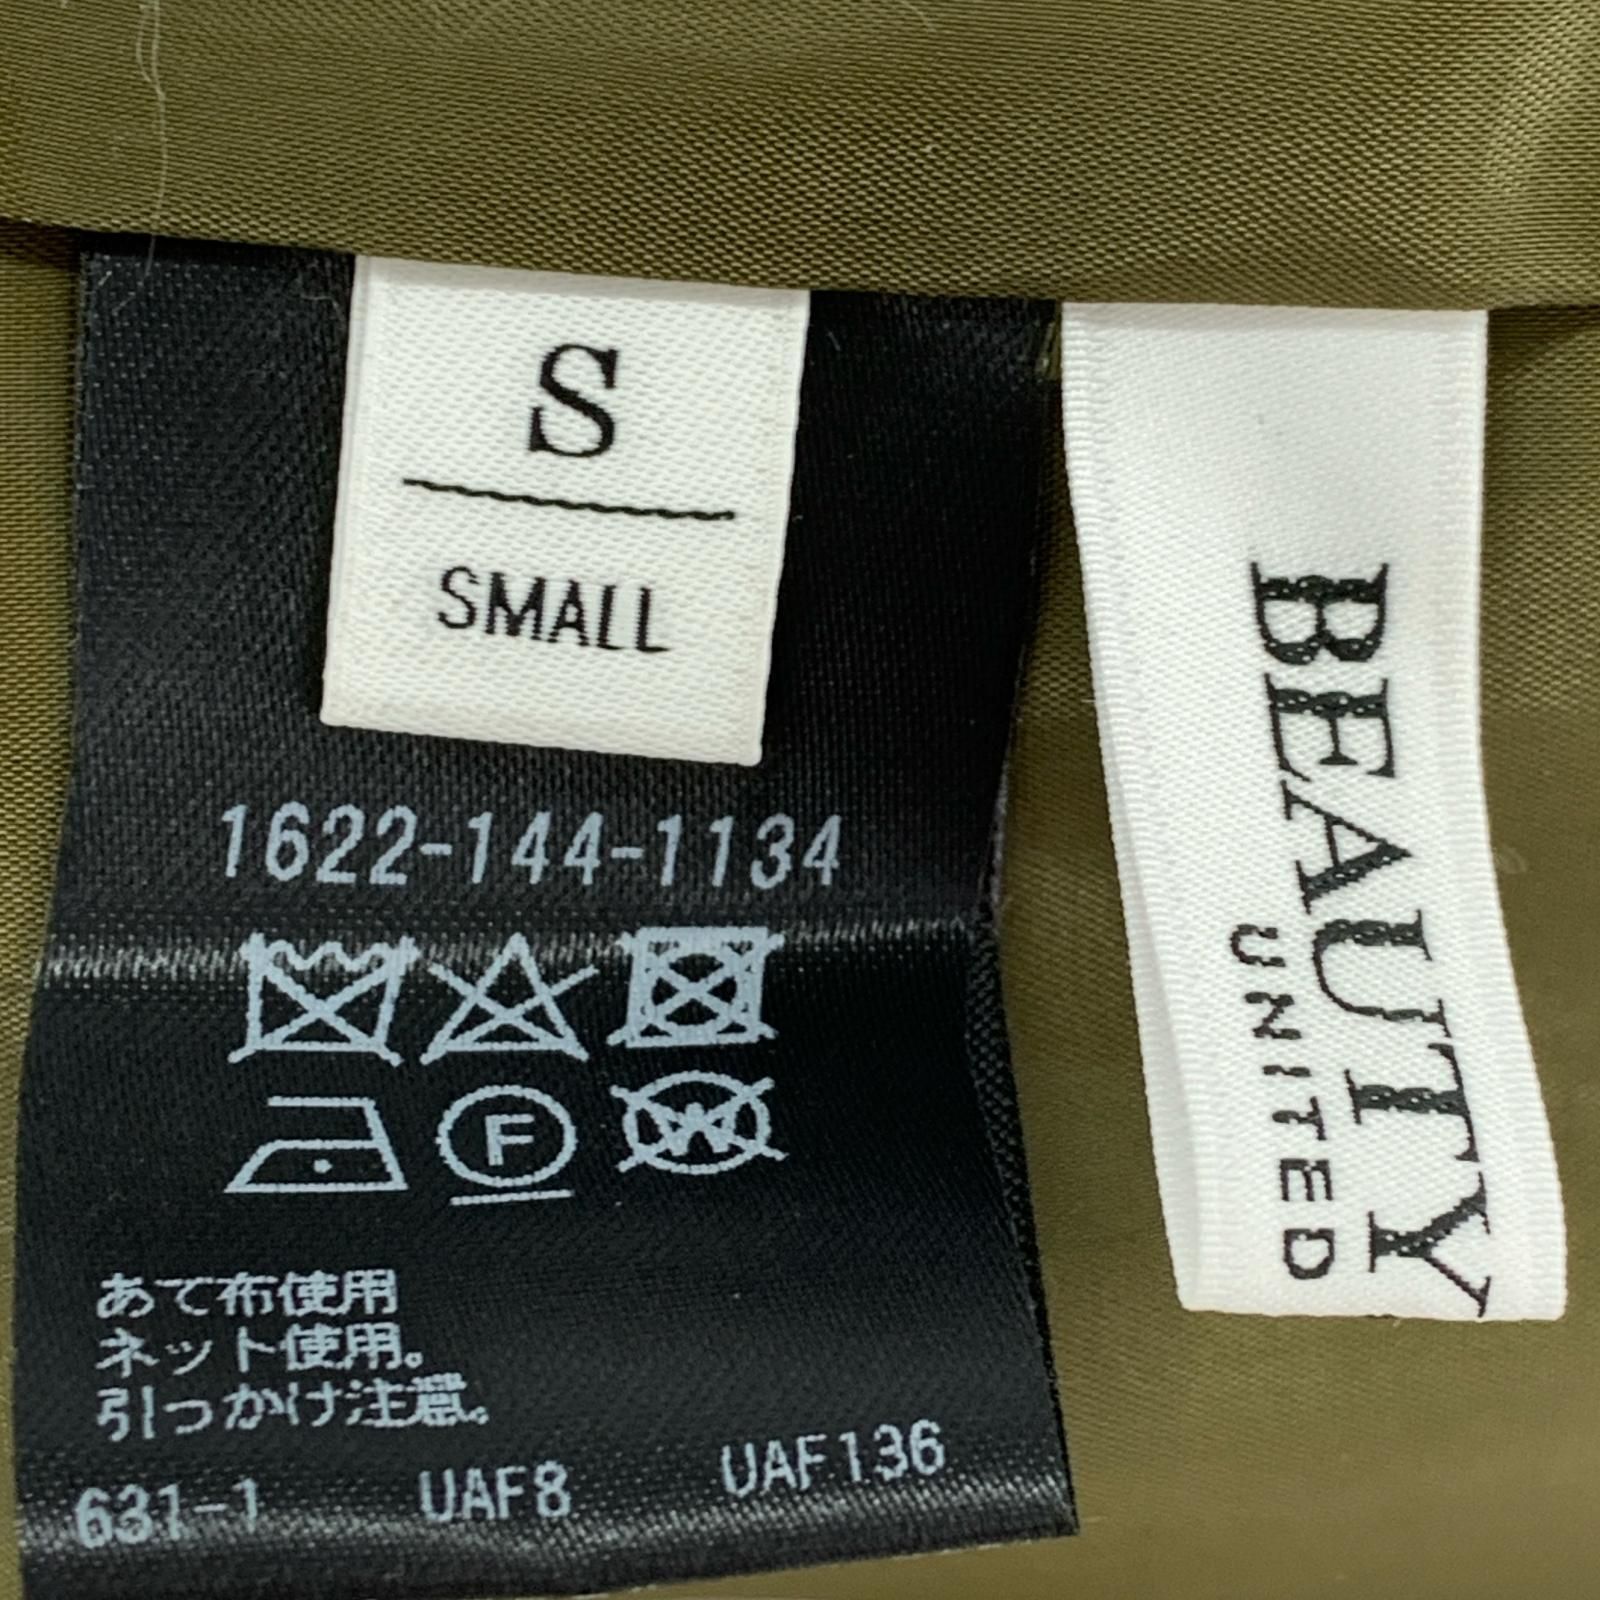 S
SMALL
1622-144-1134
F
W
あて布使用
ネット使用。
引っかけ注意。
631-1 UAF8 UAF136
BEAUTY
UNITED